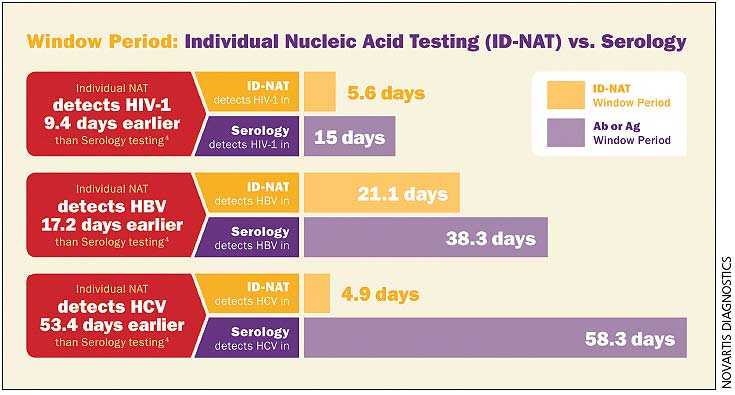 Window Period: Individual Nucleic Acid Testing (ID-NAT) vs. Serology
Individual NAT
detects HIV-1
9.4 days earlier
than Serology testing⁴
ID-NAT
detects HIV-1 in
5.6 days
Serology
detects HIV-1 in
15 days
ID-NAT
Window Period
Ab or Ag
Window Period
Individual NAT
detects HBV
17.2 days earlier
than Serology testing⁴
ID-NAT
detects HBV in
21.1 days
Serology
detects HBV in
38.3 days
Individual NAT
detects HCV
53.4 days earlier
than Serology testing⁴
ID-NAT
detects HCV in
4.9 days
Serology
detects HCV in
58.3 days
NOVARTIS DIAGNOSTICS